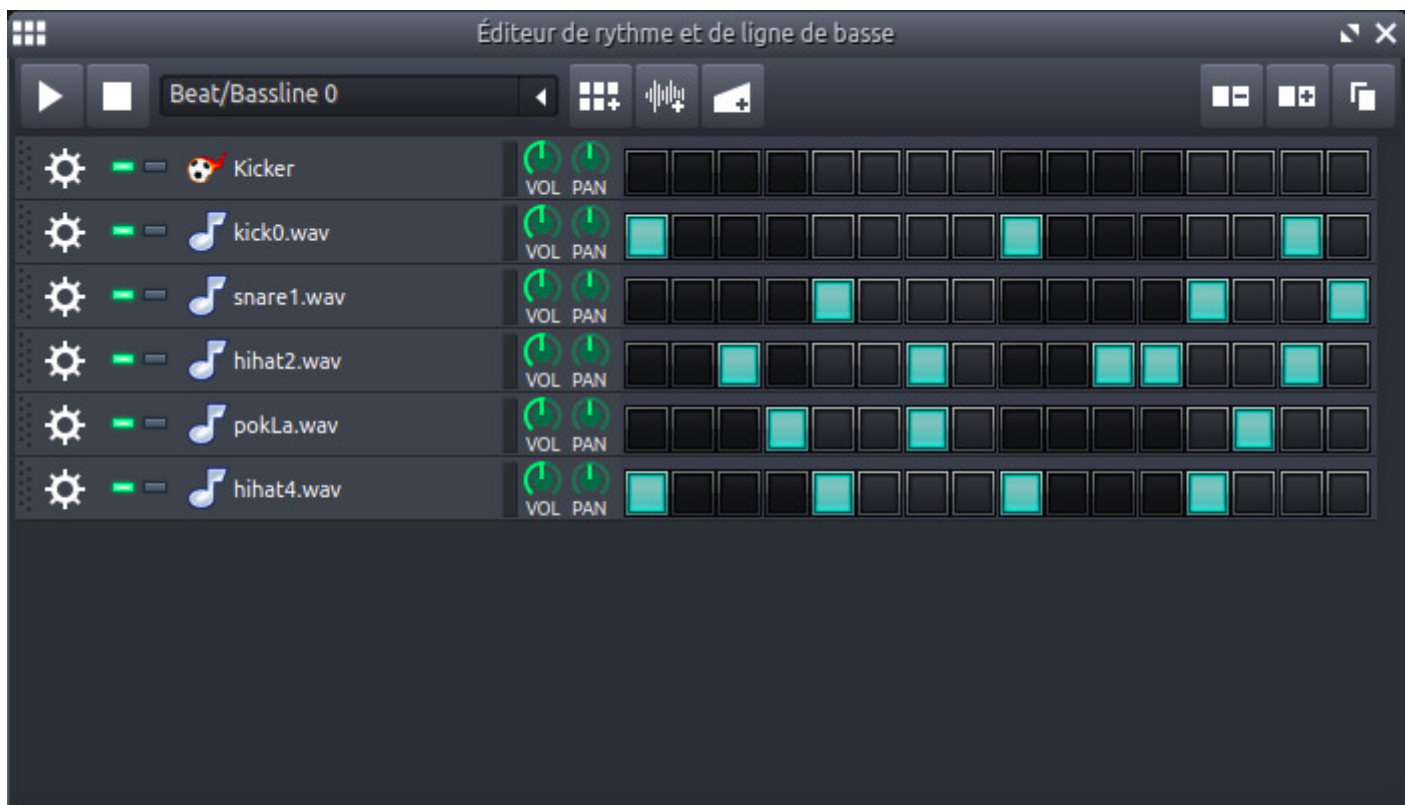 Éditeur de rythme et de ligne de basse
Beat/Bassline 0
Kicker VOL PAN
kick0.wav VOL PAN
snare1.wav VOL PAN
hihat2.wav VOL PAN
pokLa.wav VOL PAN
hihat4.wav VOL PAN